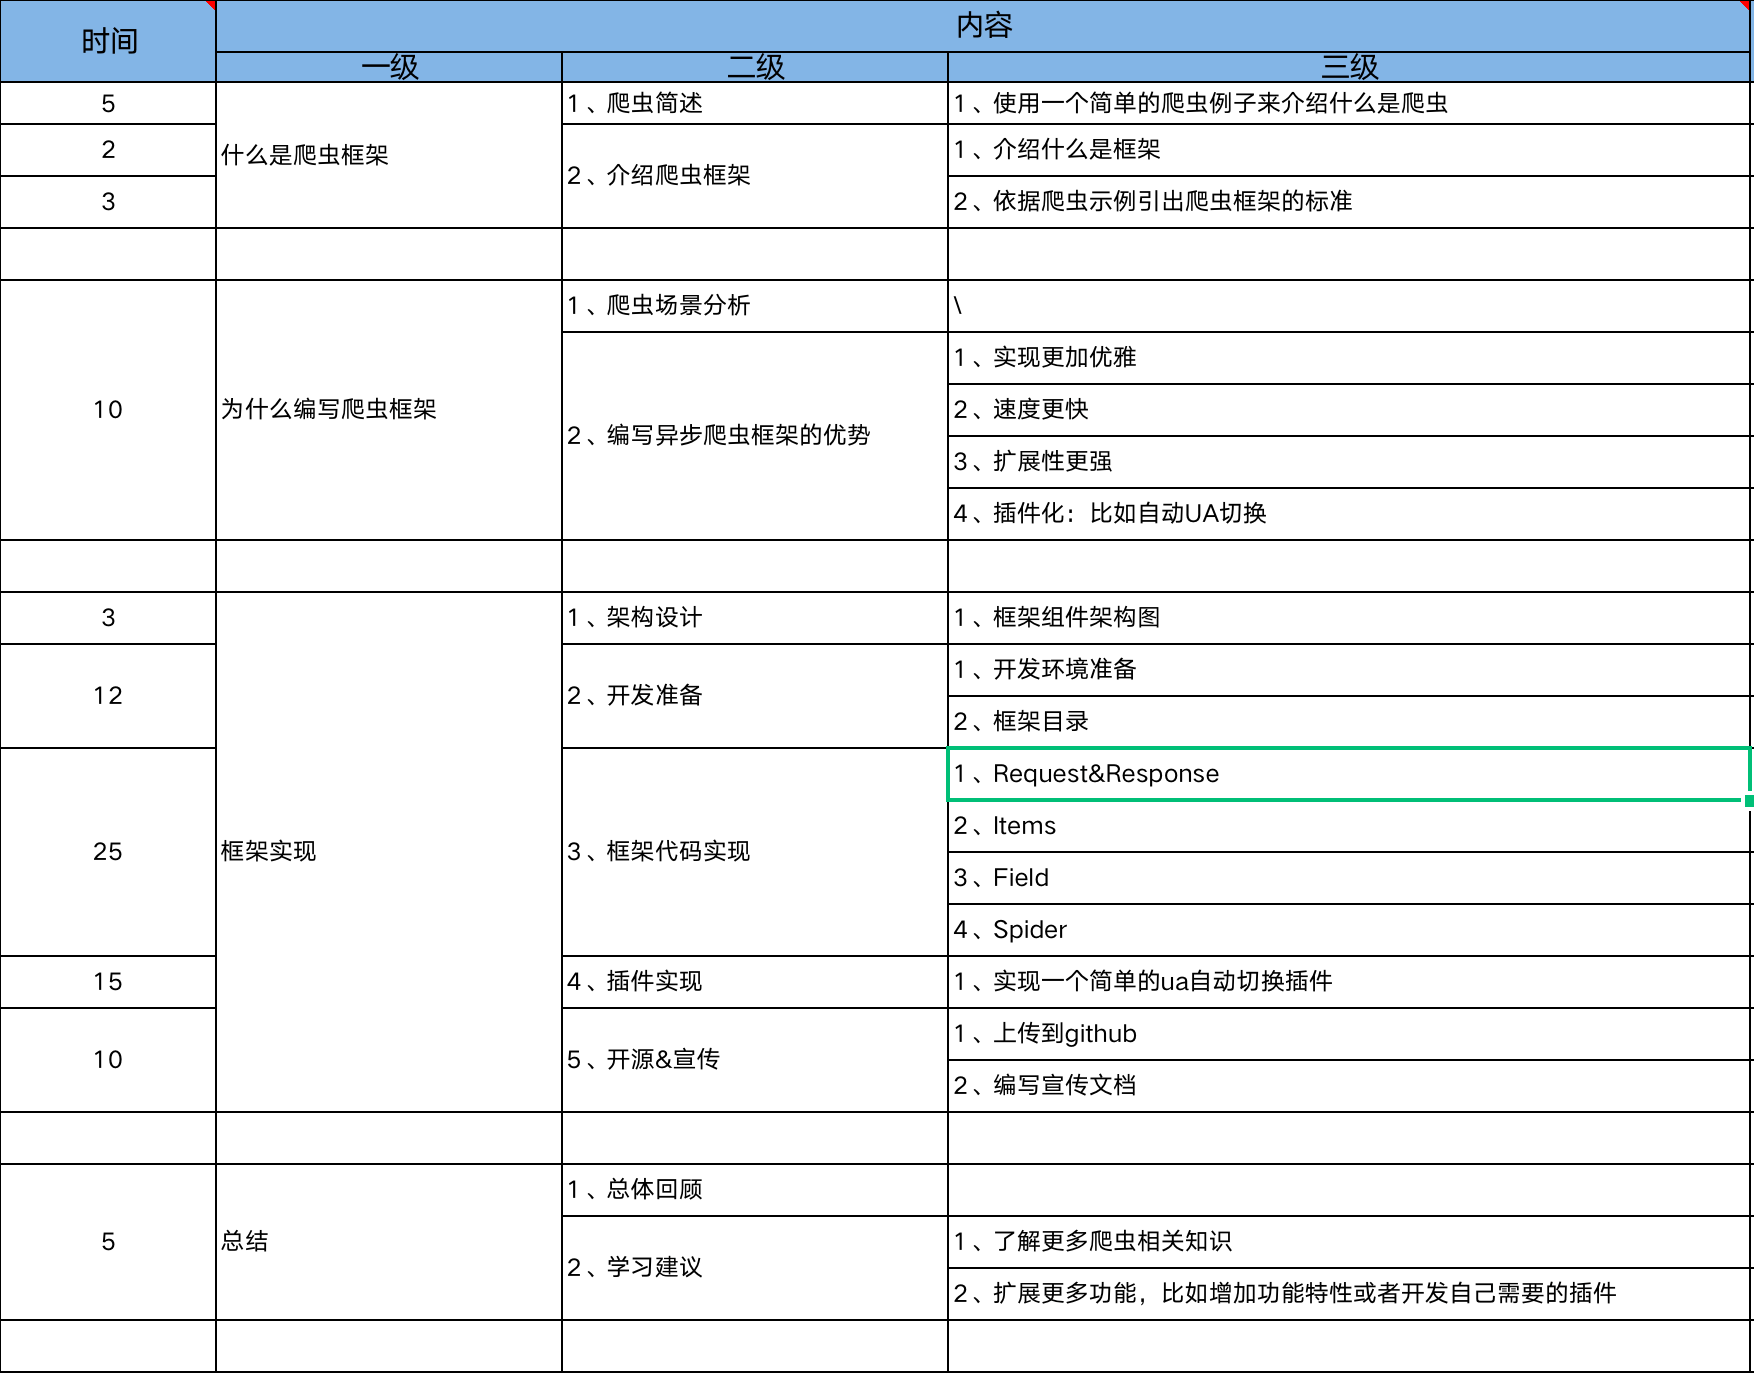 时间
内容
一级
二级
三级
5
什么是爬虫框架
1、爬虫简述
1、使用一个简单的爬虫例子来介绍什么是爬虫
2
2、介绍爬虫框架
1、介绍什么是框架
3
2、依据爬虫示例引出爬虫框架的标准
10
为什么编写爬虫框架
1、爬虫场景分析
\
2、编写异步爬虫框架的优势
1、实现更加优雅
2、速度更快
3、扩展性更强
4、插件化：比如自动UA切换
3
框架实现
1、架构设计
1、框架组件架构图
12
2、开发准备
1、开发环境准备
2、框架目录
25
3、框架代码实现
1、Request&Response
2、Items
3、Field
4、Spider
15
4、插件实现
1、实现一个简单的ua自动切换插件
10
5、开源&宣传
1、上传到github
2、编写宣传文档
5
总结
1、总体回顾
2、学习建议
1、了解更多爬虫相关知识
2、扩展更多功能，比如增加功能特性或者开发自己需要的插件